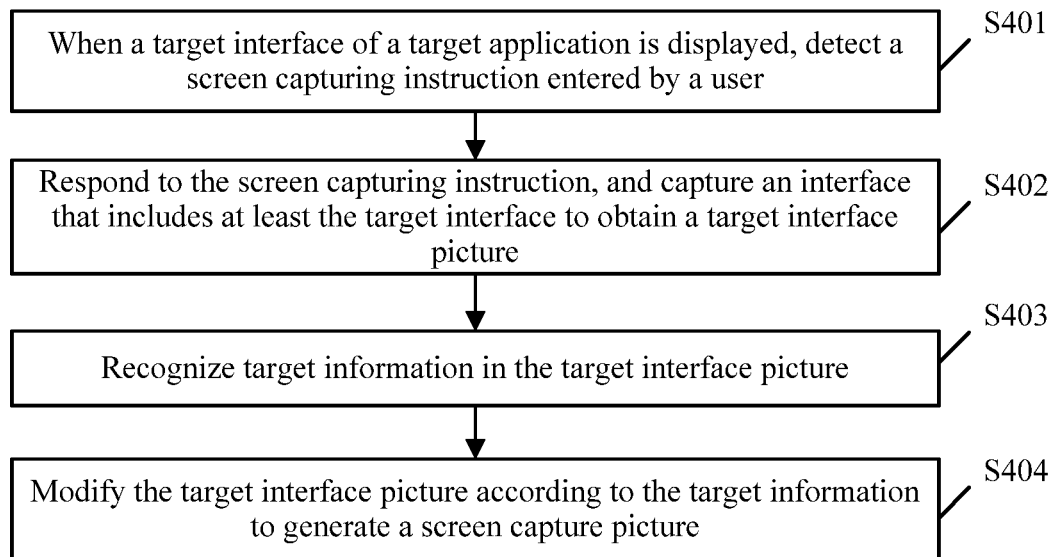 S401
When a target interface of a target application is displayed, detect a
screen capturing instruction entered by a user
S402
Respond to the screen capturing instruction, and capture an interface
that includes at least the target interface to obtain a target interface
picture
S403
Recognize target information in the target interface picture
S404
Modify the target interface picture according to the target information
to generate a screen capture picture